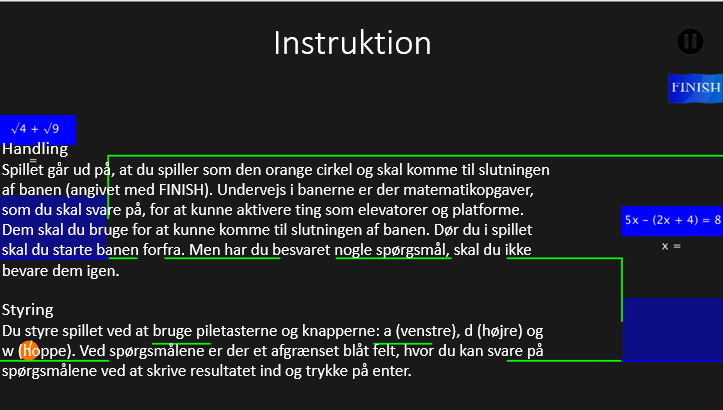 Instruktion
FINISH
√4 + √9
=
Handling
Spillet går ud på, at du spiller som den orange cirkel og skal komme til slutningen
af banen (angivet med FINISH). Undervejs i banerne er der matematikopgaver,
som du skal svare på, for at kunne aktivere ting som elevatorer og platforme.
Dem skal du bruge for at kunne komme til slutningen af banen. Dør du i spillet
skal du starte banen forfra. Men har du besvaret nogle spørgsmål, skal du ikke
bevare dem igen.
5x – (2x + 4) = 8
x =
Styring
Du styre spillet ved at bruge piletasterne og knapperne: a (venstre), d (højre) og
w (hoppe). Ved spørgsmålene er der et afgrænset blåt felt, hvor du kan svare på
spørgsmålene ved at skrive resultatet ind og trykke på enter.